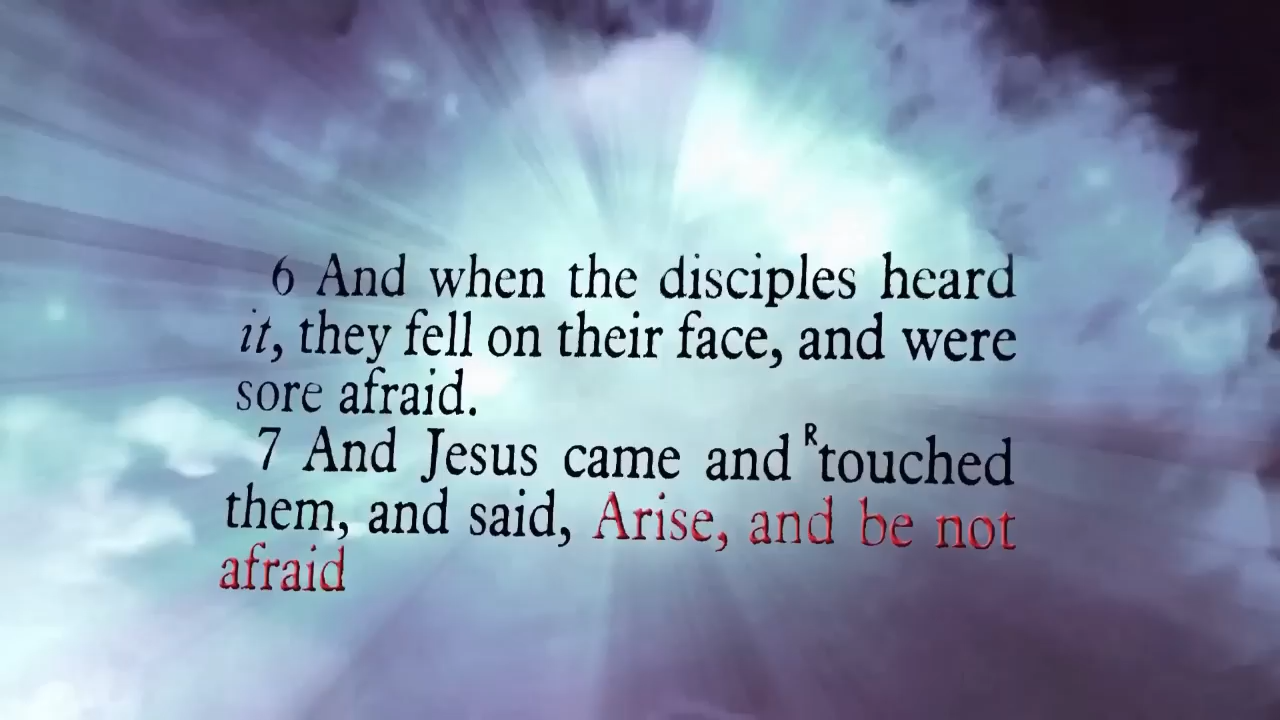 6 And when the disciples heard
it, they fell on their face, and were
sore afraid.
7 And Jesus came and ᴿtouched
them, and said, Arise, and be not
afraid